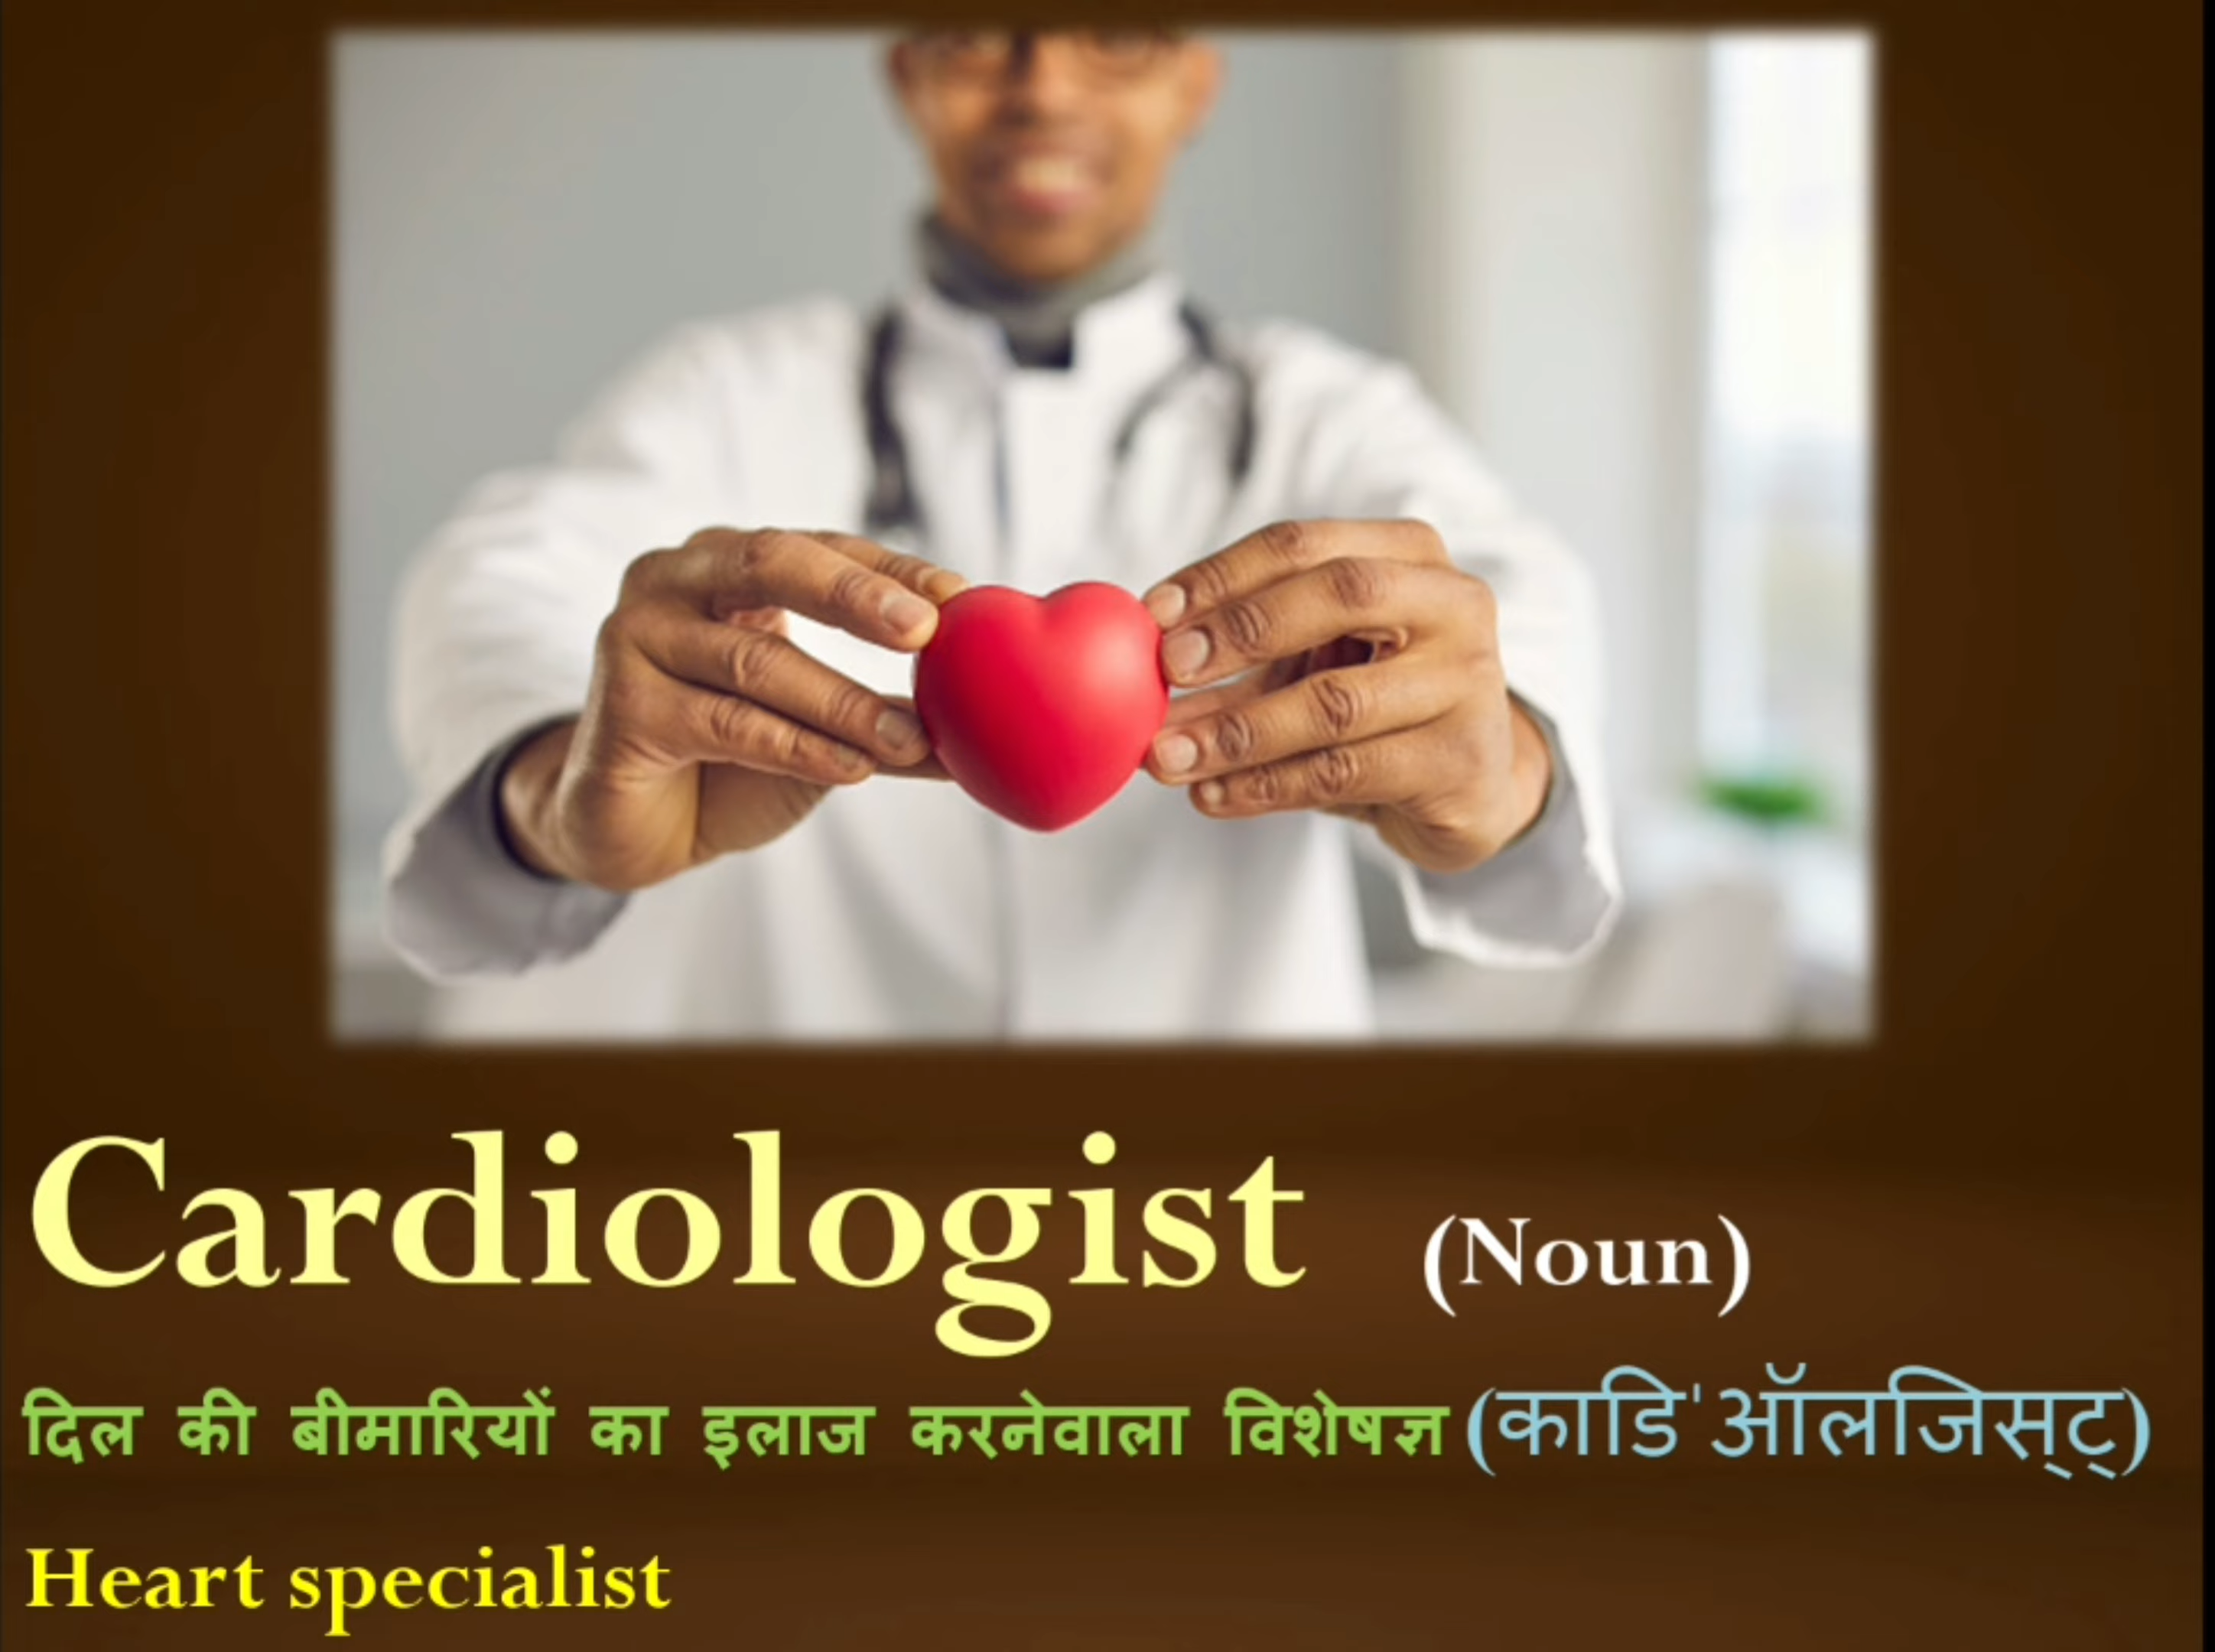 Cardiologist (Noun)
दिल की बीमारियों का इलाज करनेवाला विशेषज्ञ (काडि'ऑलजिस्ट्)
Heart specialist